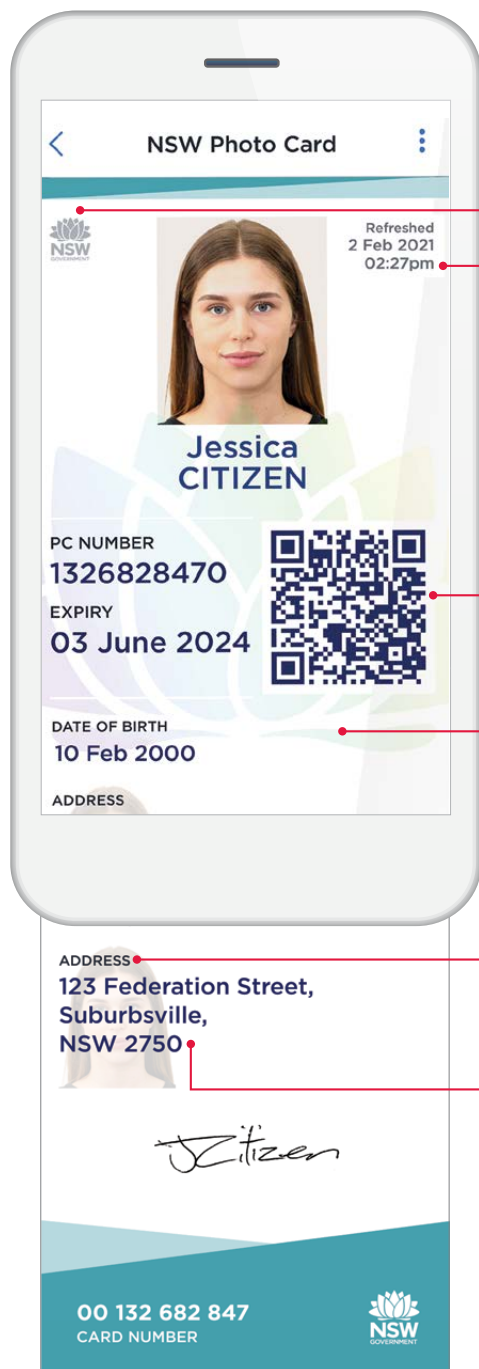 NSW Photo Card
NSW
GOVERNMENT
Refreshed
2 Feb 2021
02:27pm
Jessica
CITIZEN
PC NUMBER
1326828470
EXPIRY
03 June 2024
DATE OF BIRTH
10 Feb 2000
ADDRESS
ADDRESS
123 Federation Street,
Suburbsville,
NSW 2750
JCitizen
00 132 682 847
CARD NUMBER
NSW
GOVERNMENT